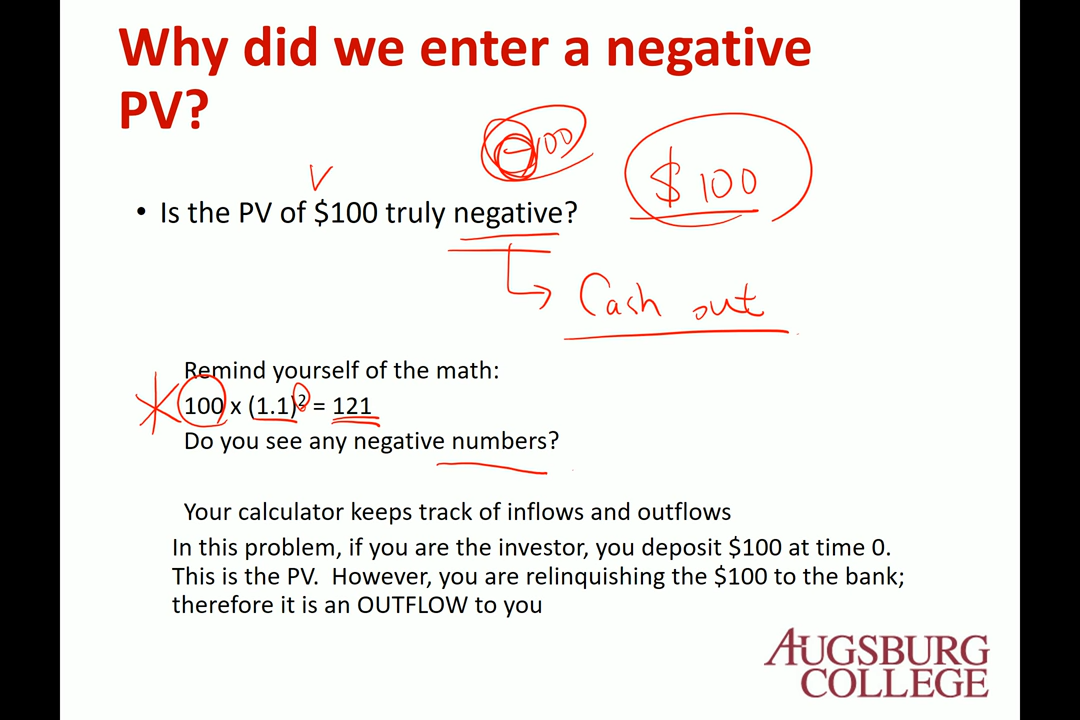 Why did we enter a negative
PV?
-100
$100
• Is the PV of $100 truly negative?
Cash out
Remind yourself of the math:
100 x (1.1)² = 121
Do you see any negative numbers?
Your calculator keeps track of inflows and outflows
In this problem, if you are the investor, you deposit $100 at time 0.
This is the PV. However, you are relinquishing the $100 to the bank;
therefore it is an OUTFLOW to you
AUGSBURG
COLLEGE